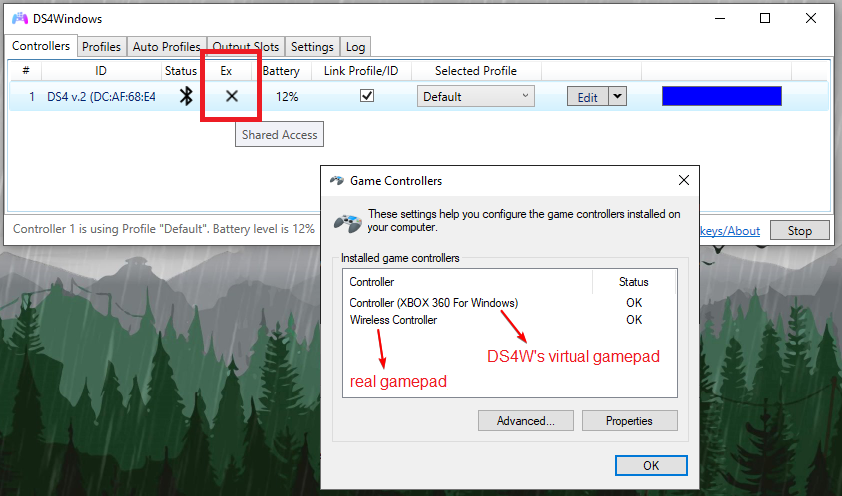 DS4Windows
Controllers Profiles Auto Profiles Output Slots Settings Log
# ID Status Ex Battery Link Profile/ID Selected Profile
1 DS4 v.2 (DC:AF:68:E4 12% Default Edit
Shared Access
Controller 1 is using Profile "Default". Battery level is 12%
keys/About Stop
Game Controllers
These settings help you configure the game controllers installed on
your computer.
Installed game controllers
Controller Status
Controller (XBOX 360 For Windows) OK
Wireless Controller OK
DS4W's virtual gamepad
real gamepad
Advanced... Properties
OK